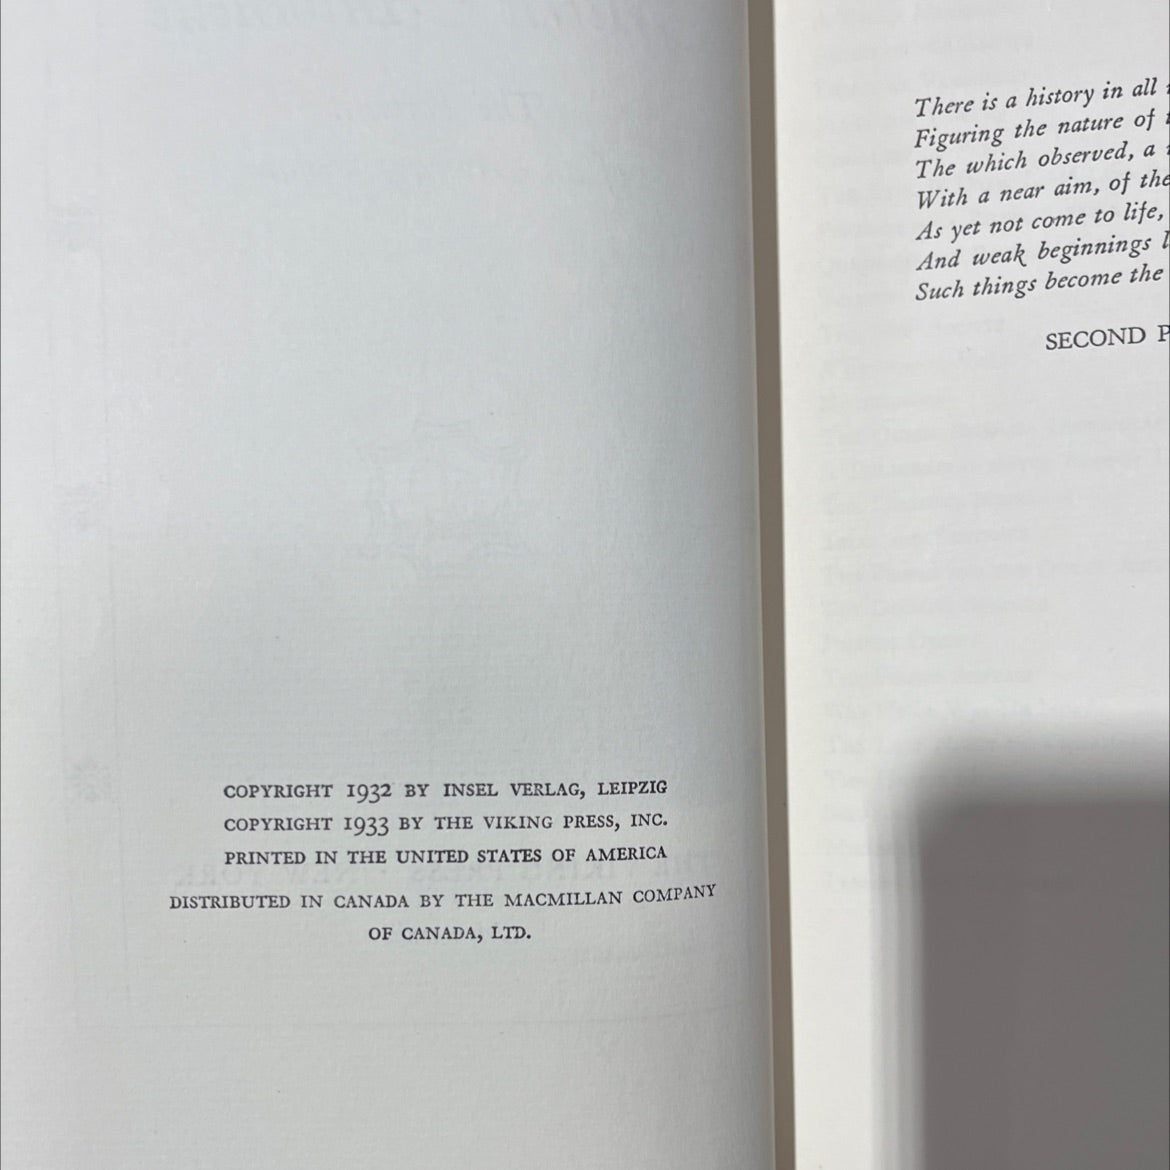 COPYRIGHT 1932 BY INSEL VERLAG, LEIPZIG
COPYRIGHT 1933 BY THE VIKING PRESS, INC.
PRINTED IN THE UNITED STATES OF AMERICA
DISTRIBUTED IN CANADA BY THE MACMILLAN COMPANY
OF CANADA, LTD.
There is a history in all
Figuring the nature of
The which observed, a
With a near aim, of the
As yet not come to life,
And weak beginnings
Such things become the
SECOND